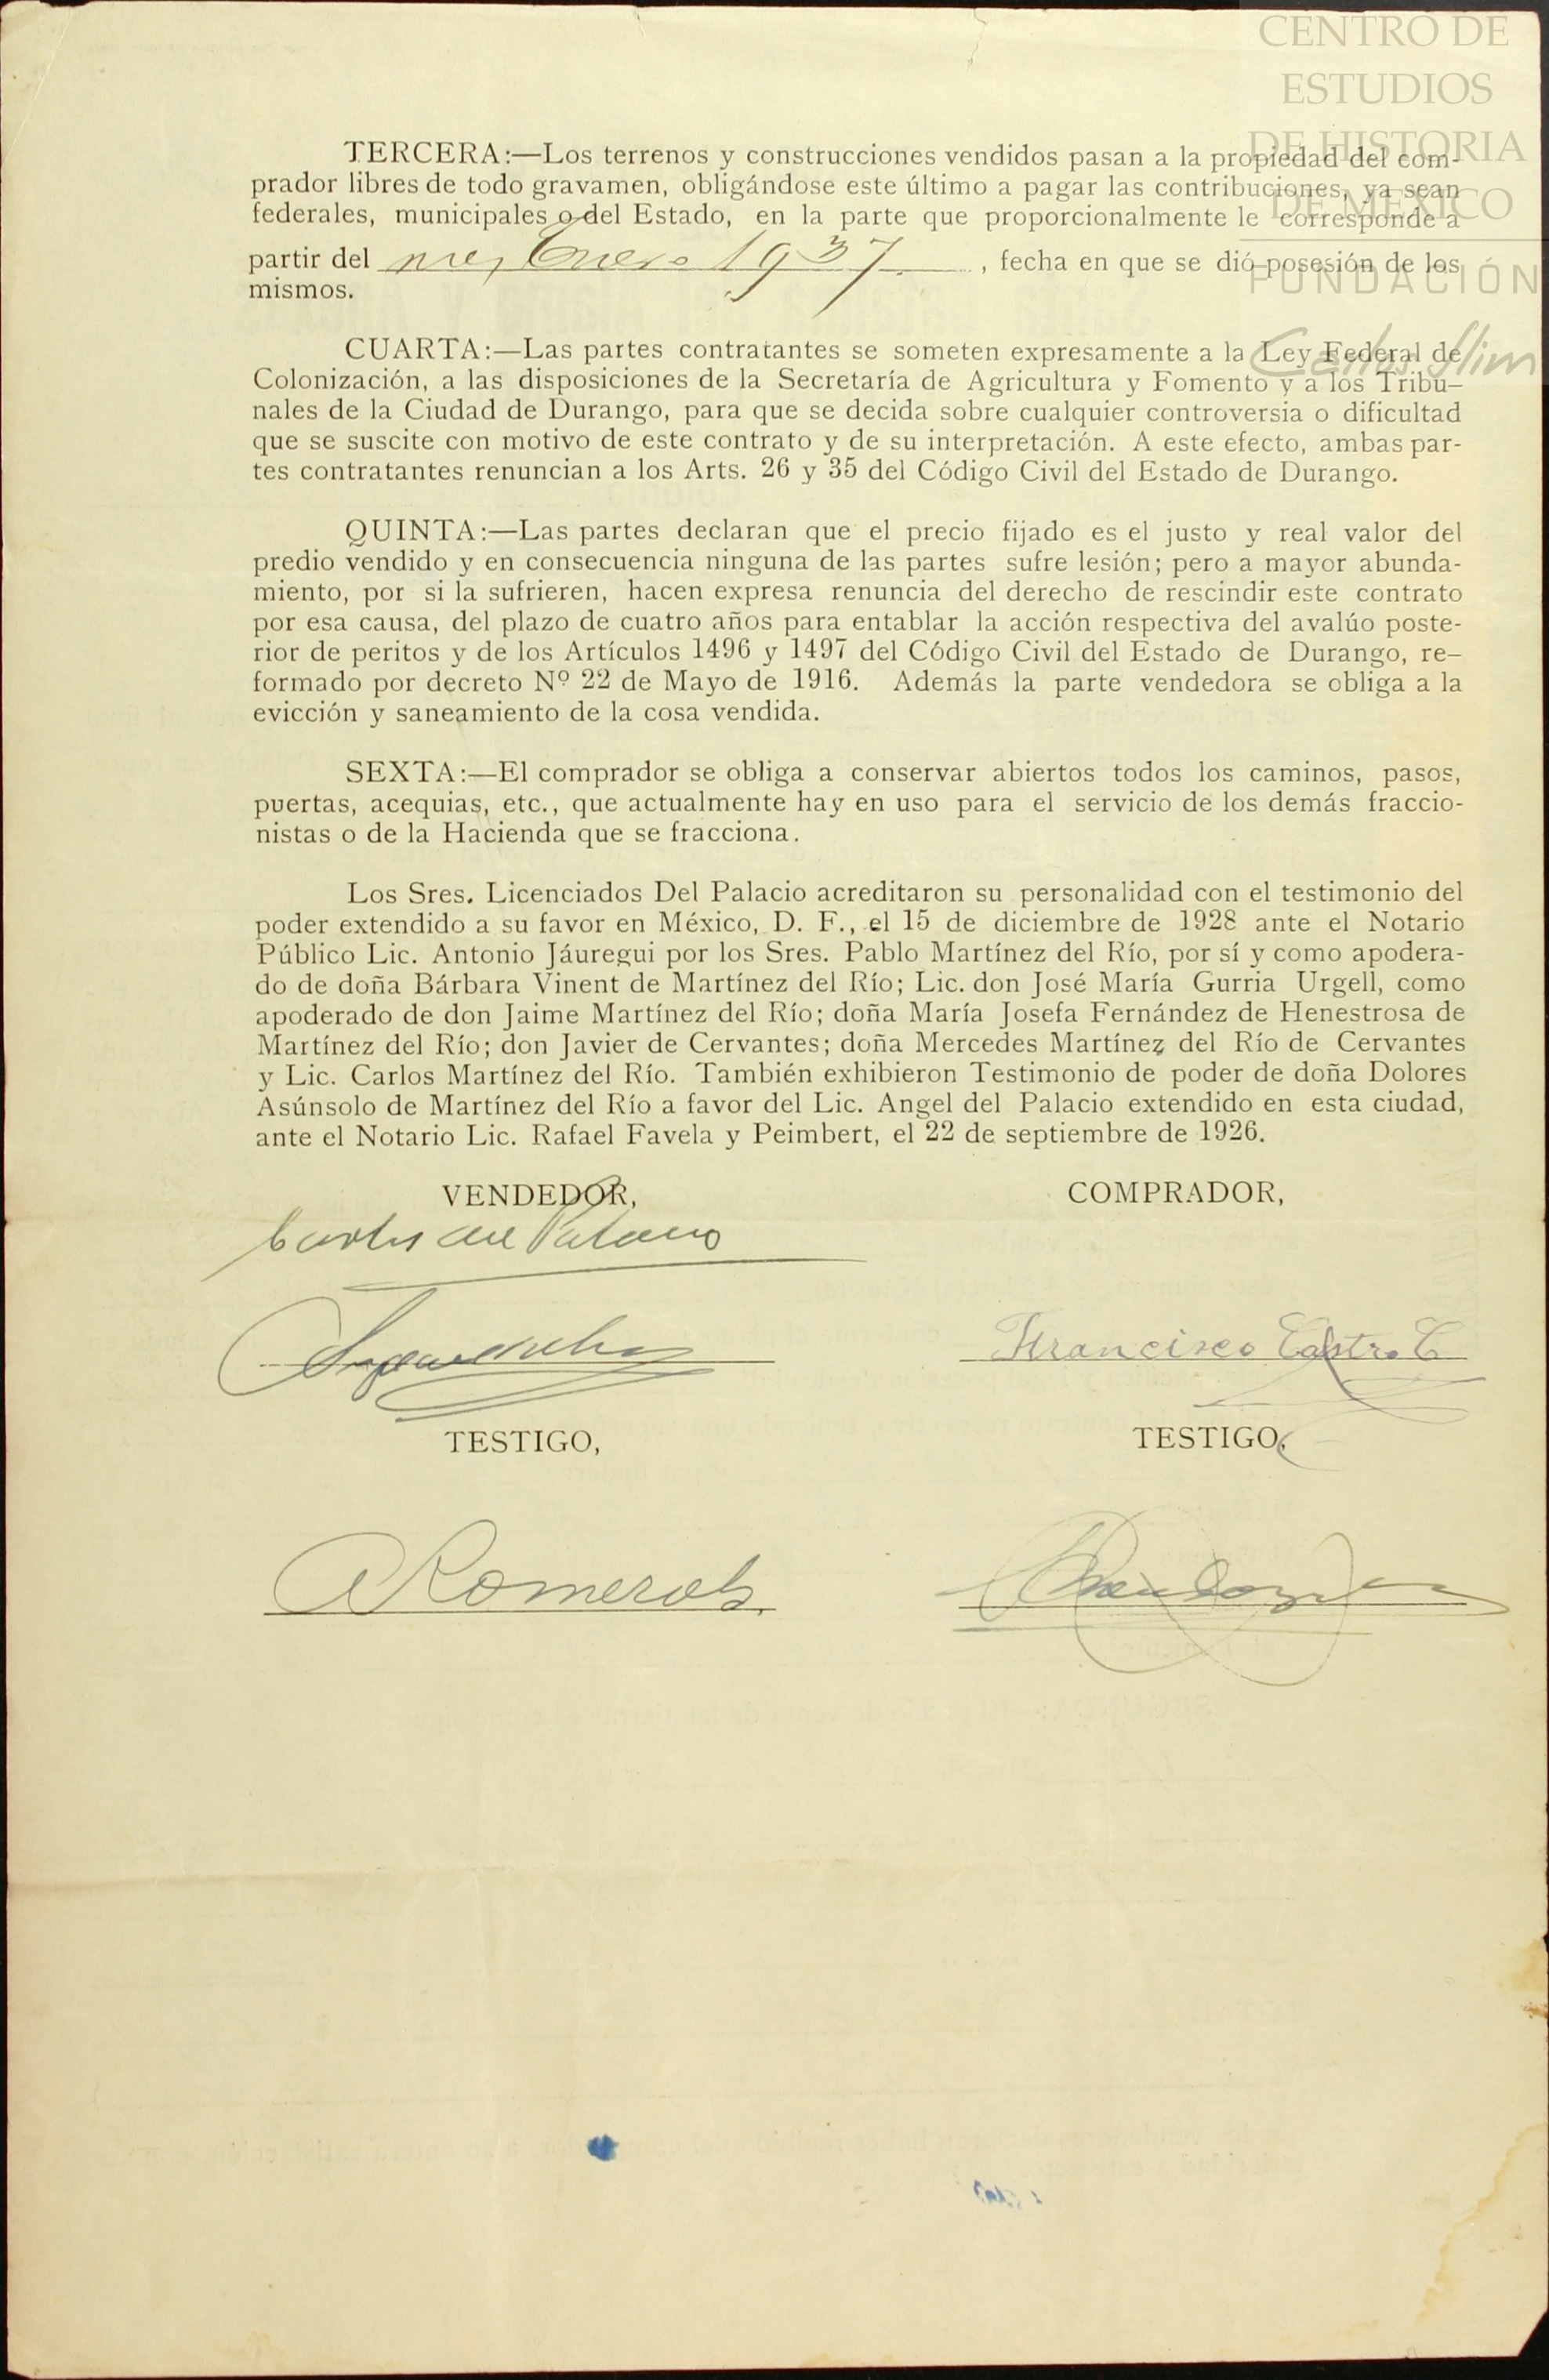 CENTRO DE
ESTUDIOS
DE HISTORIA
DE MÉXICO
FUNDACIÓN
Carlos Slim
TERCERA:—Los terrenos y construcciones vendidos pasan a la propiedad del com-
prador libres de todo gravamen, obligándose este último a pagar las contribuciones, ya sean
federales, municipales o del Estado, en la parte que proporcionalmente le corresponde a
partir del mes Enero 1937. , fecha en que se dió posesión de los
mismos.
CUARTA:—Las partes contratantes se someten expresamente a la Ley Federal de
Colonización, a las disposiciones de la Secretaría de Agricultura y Fomento y a los Tribu—
nales de la Ciudad de Durango, para que se decida sobre cualquier controversia o dificultad
que se suscite con motivo de este contrato y de su interpretación. A este efecto, ambas par-
tes contratantes renuncian a los Arts. 26 y 35 del Código Civil del Estado de Durango.
QUINTA:—Las partes declaran que el precio fijado es el justo y real valor del
predio vendido y en consecuencia ninguna de las partes sufre lesión; pero a mayor abunda-
miento, por si la sufrieren, hacen expresa renuncia del derecho de rescindir este contrato
por esa causa, del plazo de cuatro años para entablar la acción respectiva del avalúo poste-
rior de peritos y de los Artículos 1496 y 1497 del Código Civil del Estado de Durango, re—
formado por decreto Nº 22 de Mayo de 1916. Además la parte vendedora se obliga a la
evicción y saneamiento de la cosa vendida.
SEXTA:—El comprador se obliga a conservar abiertos todos los caminos, pasos,
puertas, acequias, etc., que actualmente hay en uso para el servicio de los demás fraccio-
nistas o de la Hacienda que se fracciona.
Los Sres. Licenciados Del Palacio acreditaron su personalidad con el testimonio del
poder extendido a su favor en México, D. F., el 15 de diciembre de 1928 ante el Notario
Público Lic. Antonio Jáuregui por los Sres. Pablo Martínez del Río, por sí y como apodera-
do de doña Bárbara Vinent de Martínez del Río; Lic. don José María Gurria Urgell, como
apoderado de don Jaime Martínez del Río; doña María Josefa Fernández de Henestrosa de
Martínez del Río; don Javier de Cervantes; doña Mercedes Martínez del Río de Cervantes
y Lic. Carlos Martínez del Río. También exhibieron Testimonio de poder de doña Dolores
Asúnsolo de Martínez del Río a favor del Lic. Angel del Palacio extendido en esta ciudad,
ante el Notario Lic. Rafael Favela y Peimbert, el 22 de septiembre de 1926.
VENDEDOR, COMPRADOR,
Carlos del Palacio
Francisco Castro C
TESTIGO, TESTIGO,
A Romero